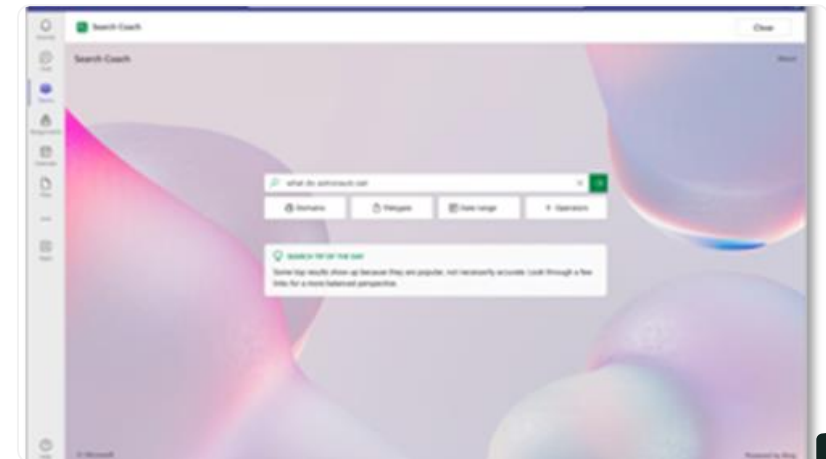 Search Coach
Clear
Search Coach
About
what do astronauts eat
Domains
Filetypes
Date range
Operators
SEARCH TIP OF THE DAY
Some top results show up because they are popular, not necessarily accurate. Look through a few
links for a more balanced perspective.
© Microsoft
Powered by Bing